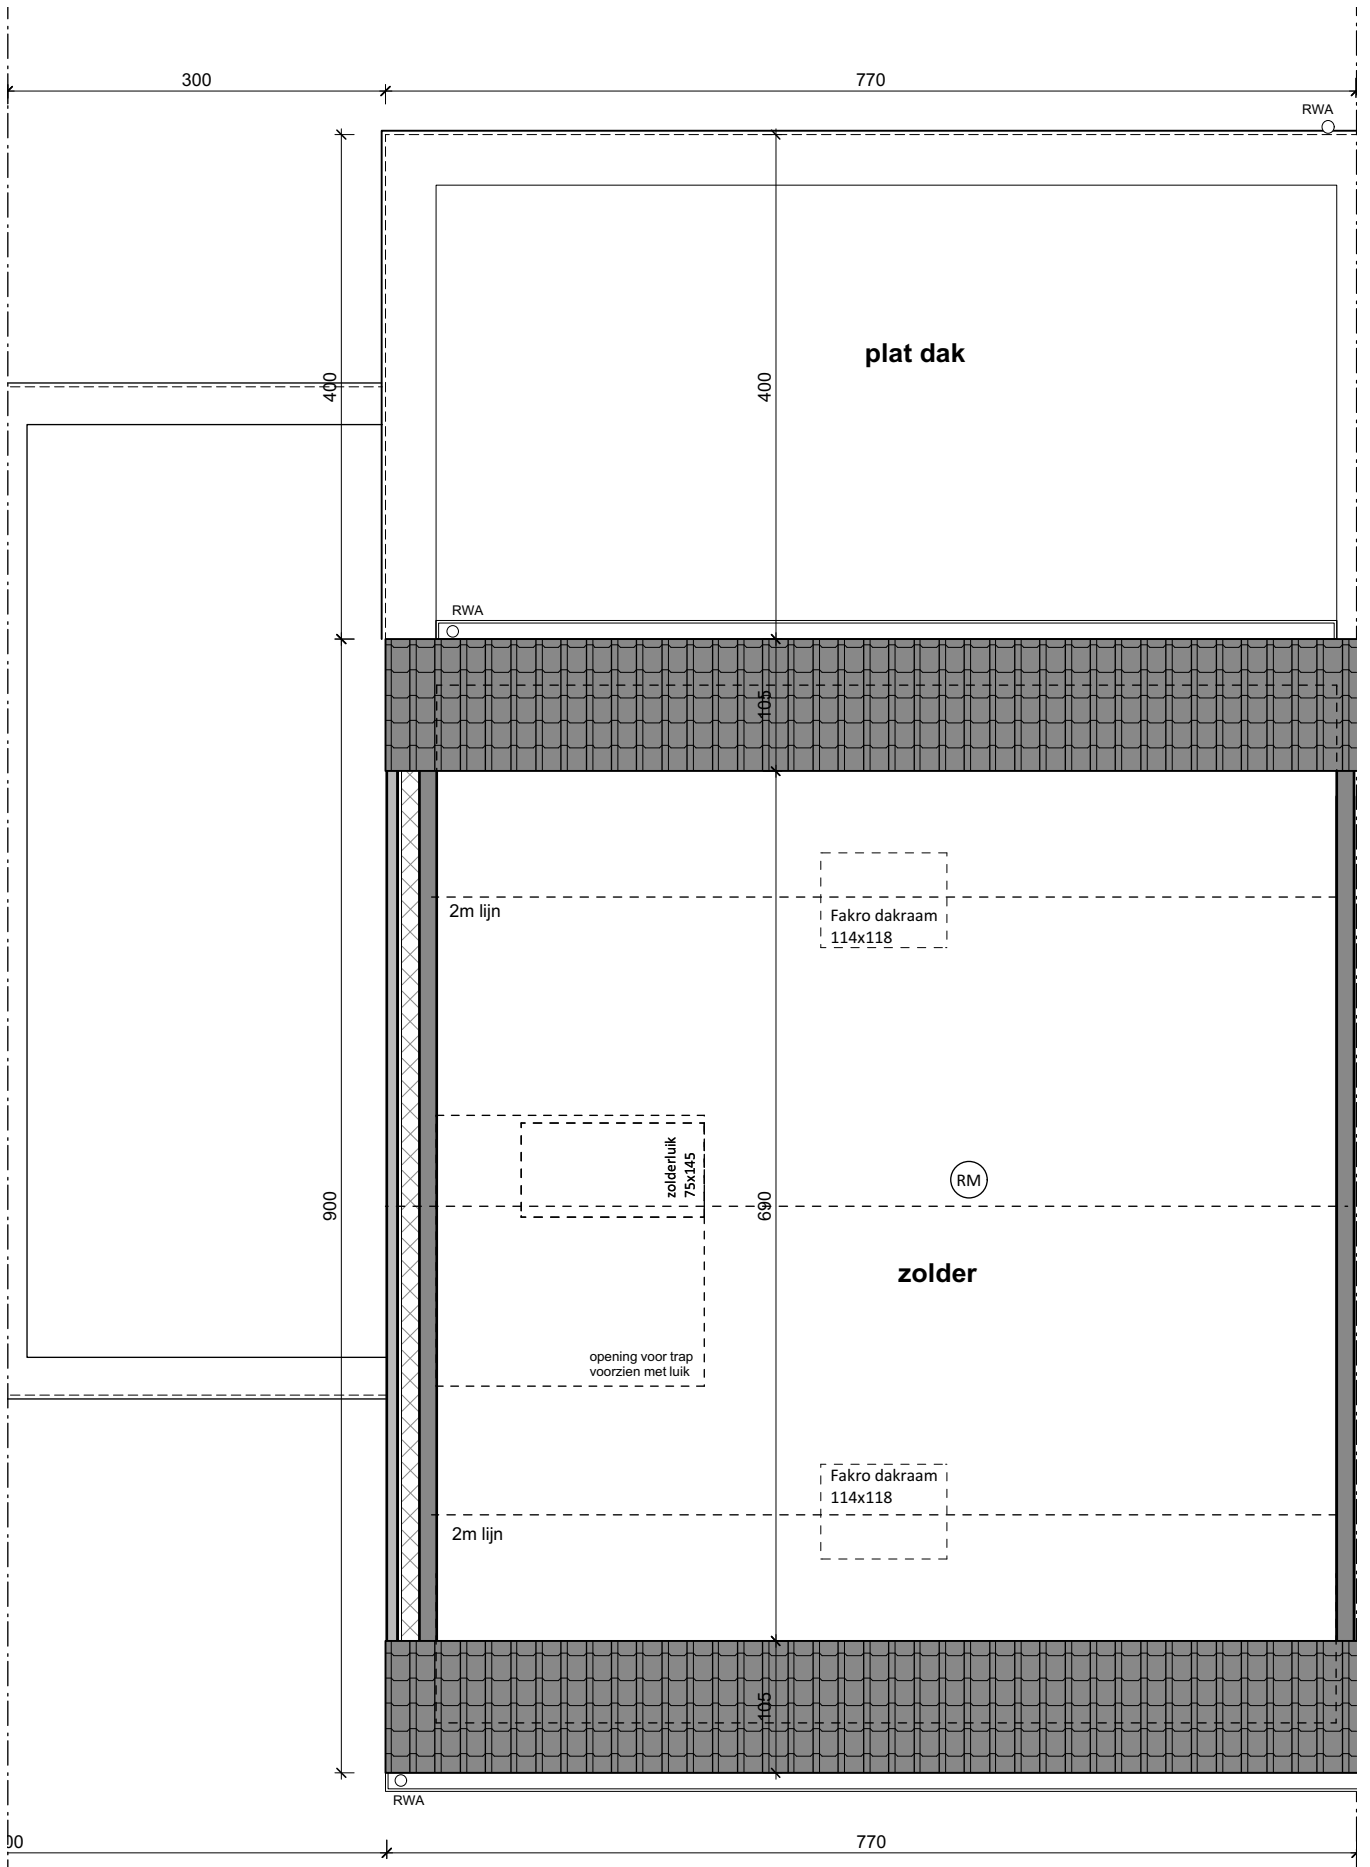 300
770
RWA
plat dak
400
400
RWA
105
2m lijn
Fakro dakraam
114x118
zolderluik
75x145
RM
900
690
zolder
opening voor trap
voorzien met luik
Fakro dakraam
114x118
2m lijn
105
RWA
00
770